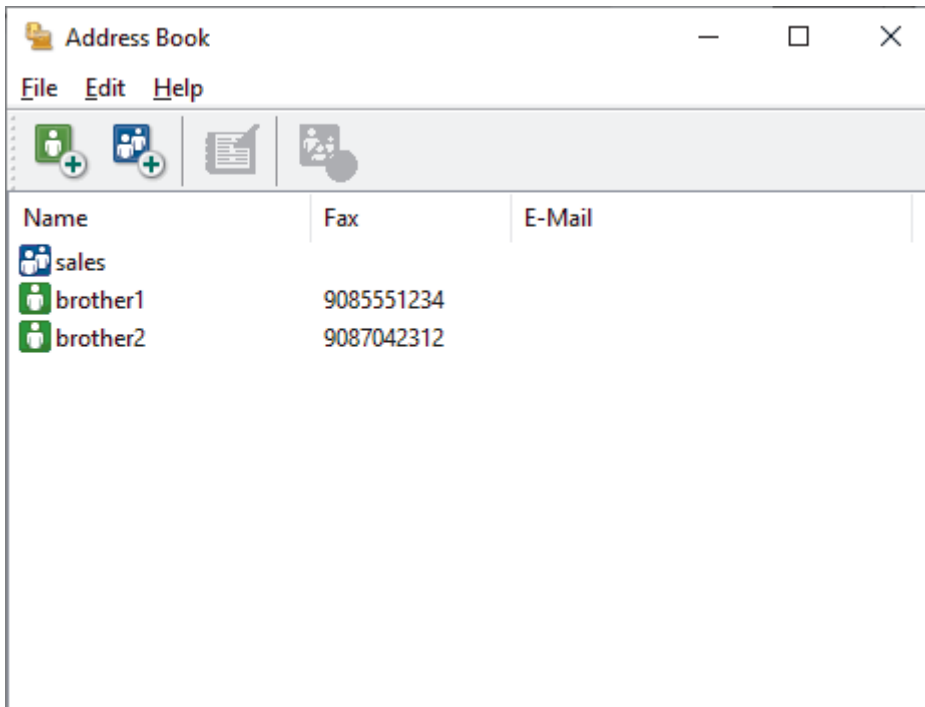 Address Book
File Edit Help
Name Fax E-Mail
sales
brother1 9085551234
brother2 9087042312